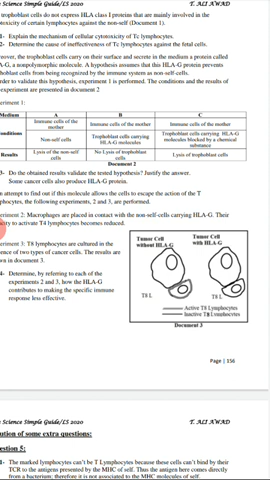 e Science Simple Guide/LS 2020 T. ALI AWAD
trophoblast cells do not express HLA class I proteins that are mainly involved in the
otoxicity of certain lymphocytes against the non-self (Document 1).
1- Explain the mechanism of cellular cytotoxicity of Tc lymphocytes.
2- Determine the cause of ineffectiveness of Tc lymphocytes against the fetal cells.
reover, the trophoblast cells carry on their surface and secrete in the medium a protein called
A-G, a monopolymorphic molecule. A hypothesis assumes that this HLA-G protein prevents
phoblast cells from being recognized by the immune system as non-self cells.
rder to validate this hypothesis, experiment 1 is performed. The conditions and the results of
experiment are presented in document 2
eriment 1:
Medium A B C
onditions
Immune cells of the mother Immune cells of the mother Immune cells of the mother
Non-self cells Trophoblast cells carrying HLA-G molecules Trophoblast cells carrying HLA-G molecules blocked by a chemical substance
Results Lysis of the non-self cells No Lysis of trophoblast cells Lysis of trophoblast cells
Document 2
3- Do the obtained results validate the tested hypothesis? Justify the answer.
Some cancer cells also produce HLA-G protein.
n attempt to find out if this molecule allows the cells to escape the action of the T
phocytes, the following experiments, 2 and 3, are performed.
eriment 2: Macrophages are placed in contact with the non-self-cells carrying HLA-G. Their
acity to activate T4 lymphocytes becomes reduced.
eriment 3: T8 lymphocytes are cultured in the
ence of two types of cancer cells. The results are
wn in document 3.
4- Determine, by referring to each of the
experiments 2 and 3, how the HLA-G
contributes to making the specific immune
response less effective.
Tumor Cell without HLA-G
Tumor Cell with HLA-G
T8 L T8 L
Active T8 Lymphocytes
Inactive T8 Lymphocytes
Document 3
Page | 156
e Science Simple Guide/LS 2020 T. ALI AWAD
ution of some extra questions:
estion 5:
1- The marked lymphocytes can't be T Lymphocytes because these cells can't bind by their
TCR to the antigens presented by the MHC of self. Thus the antigen here comes directly
from a bacterium; therefore it is not associated to the MHC molecules of self.